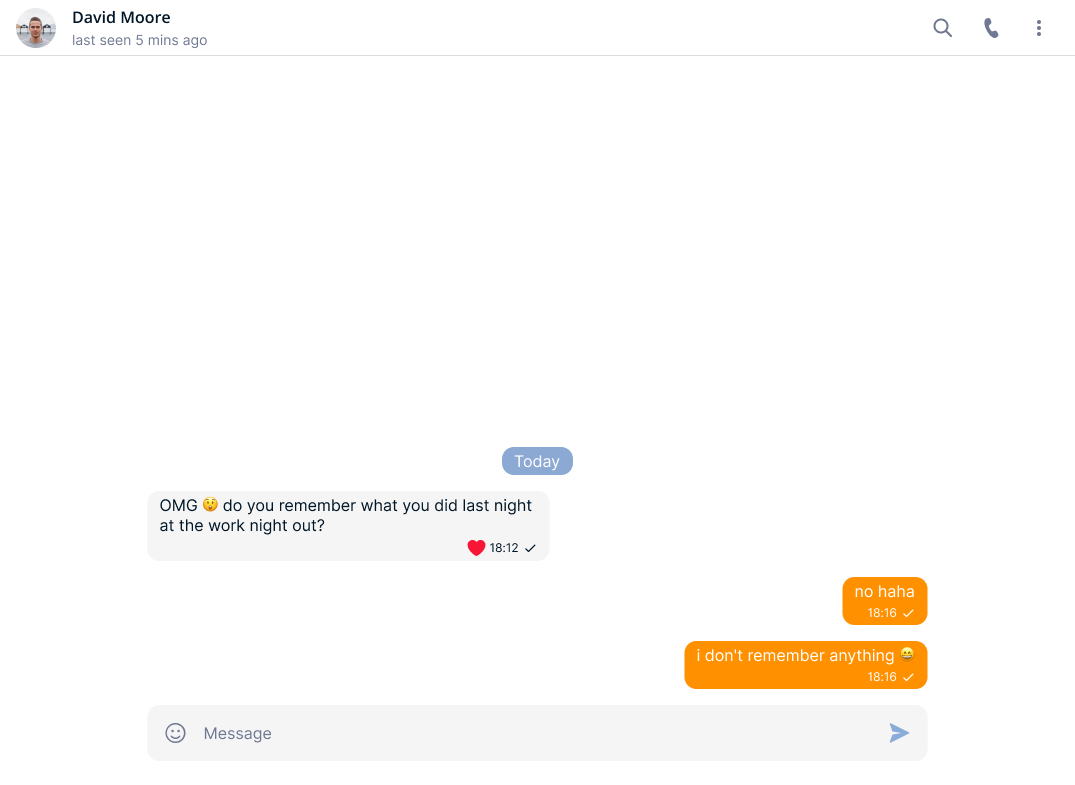 David Moore
last seen 5 mins ago
Today
OMG 😲 do you remember what you did last night
at the work night out?
❤️ 18:12
no haha
18:16
i don't remember anything 😁
18:16
Message